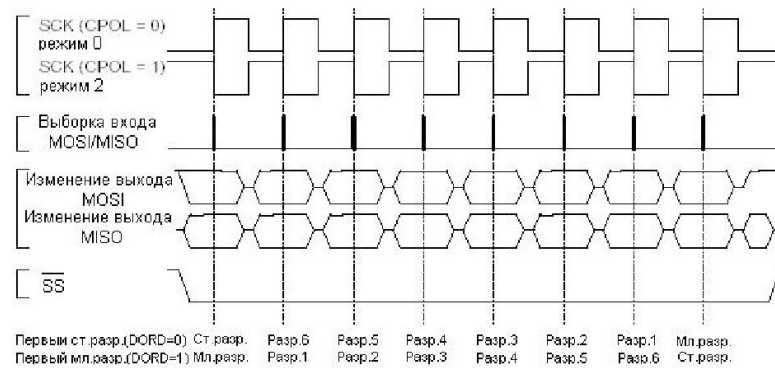 SCK (CPOL = 0)
режим 0
SCK (CPOL = 1)
режим 2
Выборка входа
MOSI/MISO
Изменение выхода
MOSI
Изменение выхода
MISO
SS
Первый ст.разр.(DORD=0) Ст.разр. Разр.6 Разр.5 Разр.4 Разр.3 Разр.2 Разр.1 Мл.разр.
Первый мл.разр.(DORD=1) Мл.разр. Разр.1 Разр.2 Разр.3 Разр.4 Разр.5 Разр.6 Ст.разр.